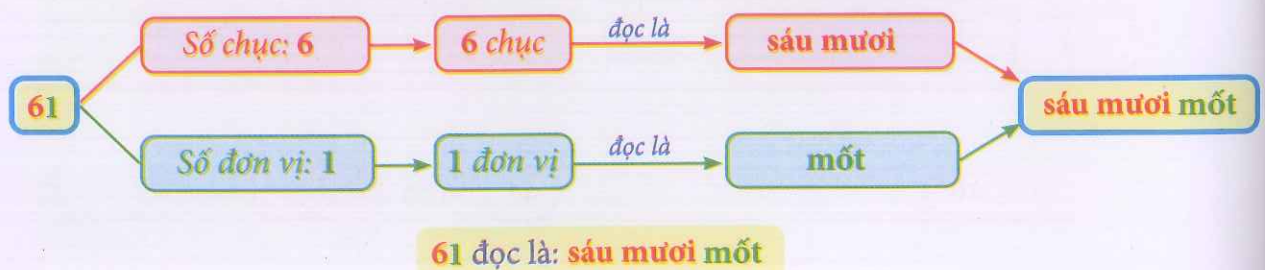 Số chục: 6
6 chục
đọc là
sáu mươi
61
sáu mươi mốt
Số đơn vị: 1
1 đơn vị
đọc là
mốt
61 đọc là: sáu mươi mốt